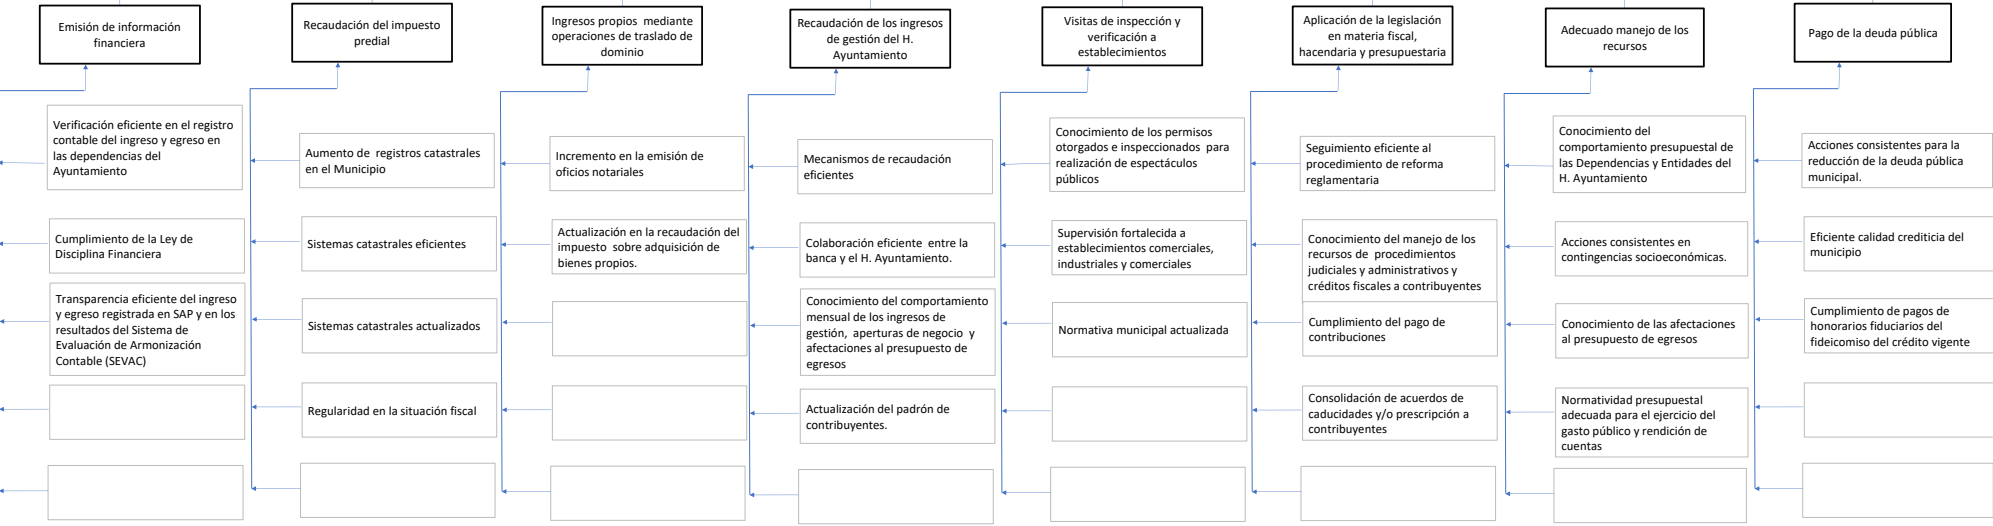 Emisión de información
financiera
Verificación eficiente en el registro
contable del ingreso y egreso en
las dependencias del
Ayuntamiento
Cumplimiento de la Ley de
Disciplina Financiera
Transparencia eficiente del ingreso
y egreso registrada en SAP y en los
resultados del Sistema de
Evaluación de Armonización
Contable (SEVAC)
Recaudación del impuesto
predial
Aumento de registros catastrales
en el Municipio
Sistemas catastrales eficientes
Sistemas catastrales actualizados
Regularidad en la situación fiscal
Ingresos propios mediante
operaciones de traslado de
dominio
Incremento en la emisión de
oficios notariales
Actualización en la recaudación del
impuesto sobre adquisición de
bienes propios.
Recaudación de los ingresos
de gestión del H.
Ayuntamiento
Mecanismos de recaudación
eficientes
Colaboración eficiente entre la
banca y el H. Ayuntamiento.
Conocimiento del comportamiento
mensual de los ingresos de
gestión, aperturas de negocio y
afectaciones al presupuesto de
egresos
Actualización del padrón de
contribuyentes.
Visitas de inspección y
verificación a
establecimientos
Conocimiento de los permisos
otorgados e inspeccionados para
realización de espectáculos
públicos
Supervisión fortalecida a
establecimientos comerciales,
industriales y comerciales
Normativa municipal actualizada
Aplicación de la legislación
en materia fiscal,
hacendaria y presupuestaria
Seguimiento eficiente al
procedimiento de reforma
reglamentaria
Conocimiento del manejo de los
recursos de procedimientos
judiciales y administrativos y
créditos fiscales a contribuyentes
Cumplimiento del pago de
contribuciones
Consolidación de acuerdos de
caducidades y/o prescripción a
contribuyentes
Adecuado manejo de los
recursos
Conocimiento del
comportamiento presupuestal de
las Dependencias y Entidades del
H. Ayuntamiento
Acciones consistentes en
contingencias socioeconómicas.
Conocimiento de las afectaciones
al presupuesto de egresos
Normatividad presupuestal
adecuada para el ejercicio del
gasto público y rendición de
cuentas
Pago de la deuda pública
Acciones consistentes para la
reducción de la deuda pública
municipal.
Eficiente calidad crediticia del
municipio
Cumplimiento de pagos de
honorarios fiduciarios del
fideicomiso del crédito vigente